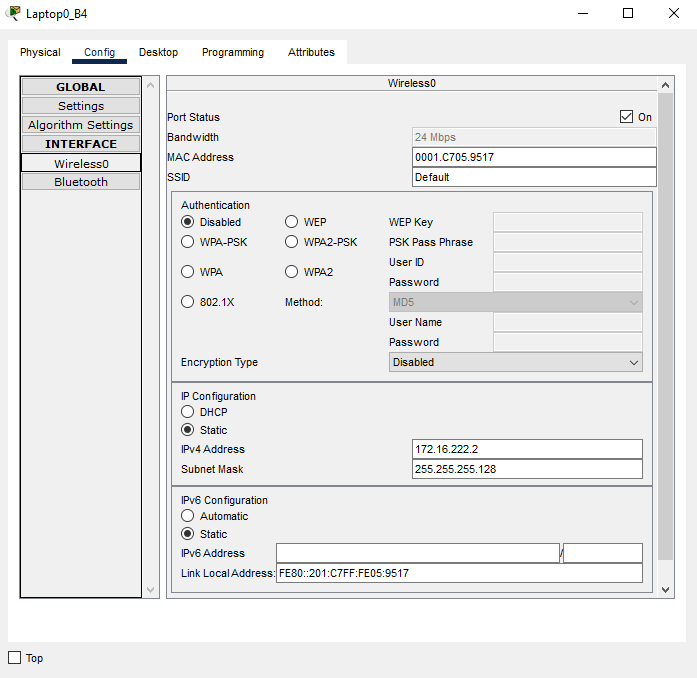 Laptop0_B4
Physical Config Desktop Programming Attributes
GLOBAL
Settings
Algorithm Settings
INTERFACE
Wireless0
Bluetooth
Wireless0
Port Status On
Bandwidth 24 Mbps
MAC Address 0001.C705.9517
SSID Default
Authentication
Disabled WEP WEP Key
WPA-PSK WPA2-PSK PSK Pass Phrase
User ID
WPA WPA2
Password
802.1X Method: MD5
User Name
Password
Encryption Type Disabled
IP Configuration
DHCP
Static
IPv4 Address 172.16.222.2
Subnet Mask 255.255.255.128
IPv6 Configuration
Automatic
Static
IPv6 Address /
Link Local Address: FE80::201:C7FF:FE05:9517
Top